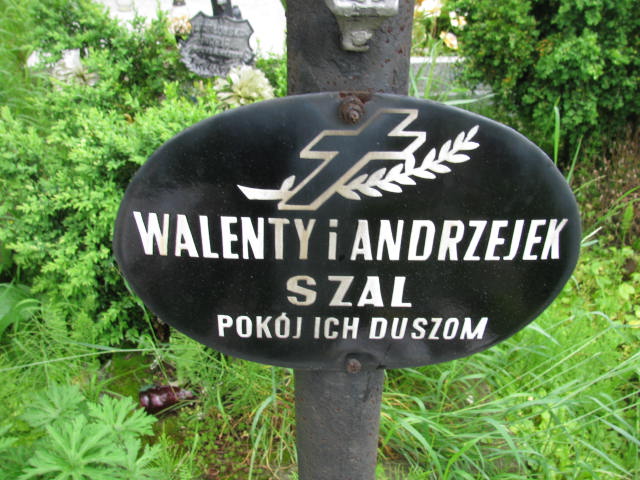 WALENTY i ANDRZEJEK
SZAL
POKÓJ ICH DUSZOM